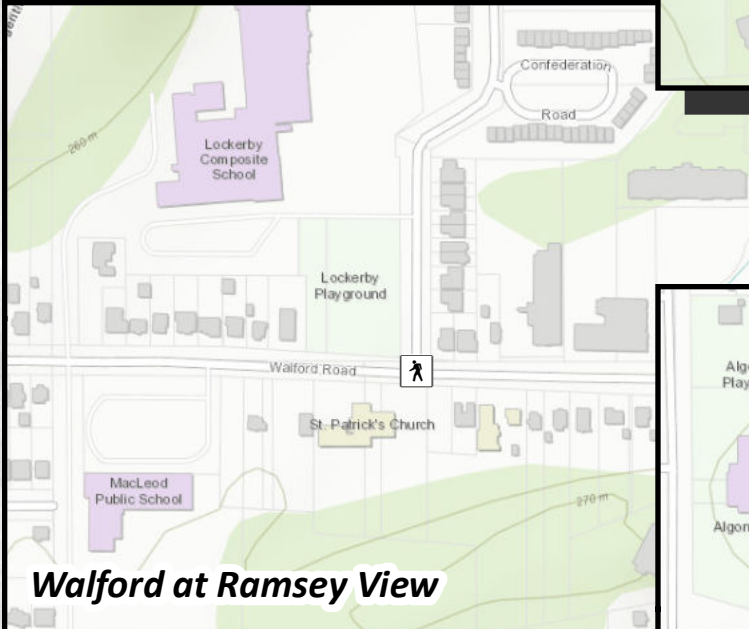 Confederation
Road
260 m
Lockerby
Composite
School
Lockerby
Playground
Walford Road
St. Patrick's Church
MacLeod
Public School
270 m
Walford at Ramsey View